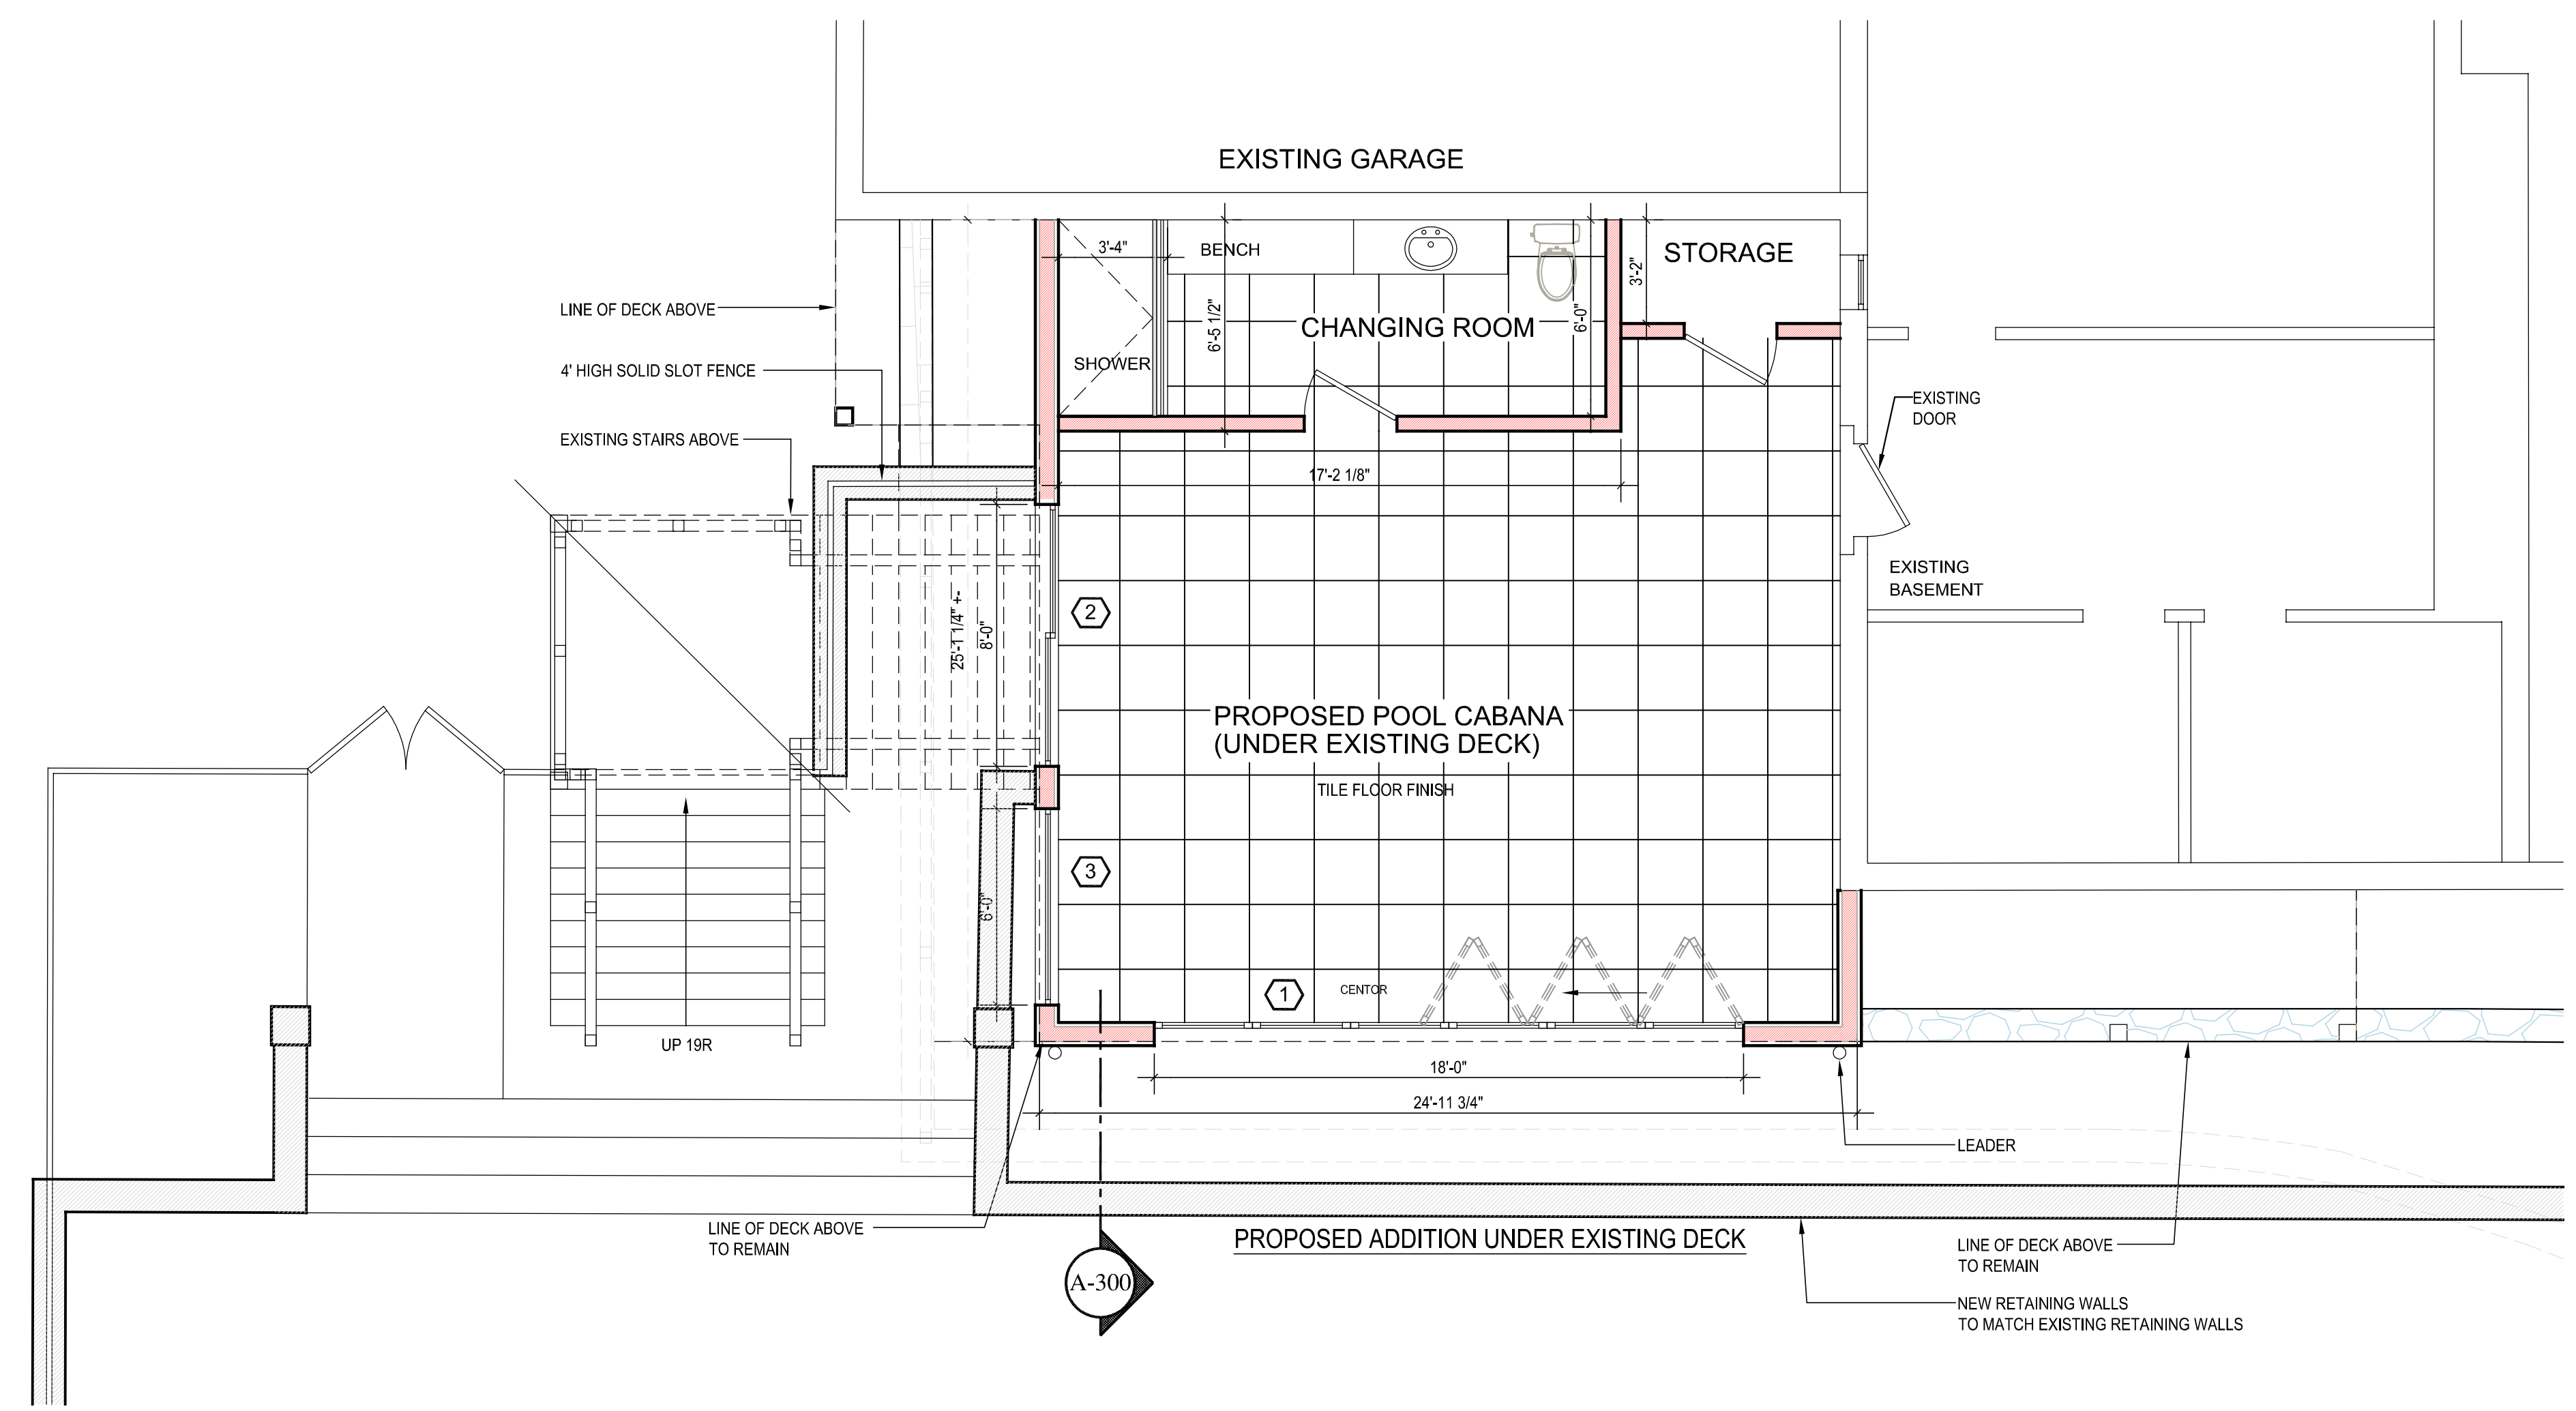 EXISTING GARAGE
3'-4"
BENCH
STORAGE
3'-2"
LINE OF DECK ABOVE
6'-5 1/2"
CHANGING ROOM
6'-0"
SHOWER
4' HIGH SOLID SLOT FENCE
EXISTING
DOOR
EXISTING STAIRS ABOVE
17'-2 1/8"
EXISTING
BASEMENT
25'-1 1/4" +-
8'-0"
2
PROPOSED POOL CABANA
(UNDER EXISTING DECK)
TILE FLOOR FINISH
3
6'-0"
1
CENTOR
UP 19R
18'-0"
24'-11 3/4"
LEADER
LINE OF DECK ABOVE
TO REMAIN
PROPOSED ADDITION UNDER EXISTING DECK
LINE OF DECK ABOVE
TO REMAIN
A-300
NEW RETAINING WALLS
TO MATCH EXISTING RETAINING WALLS